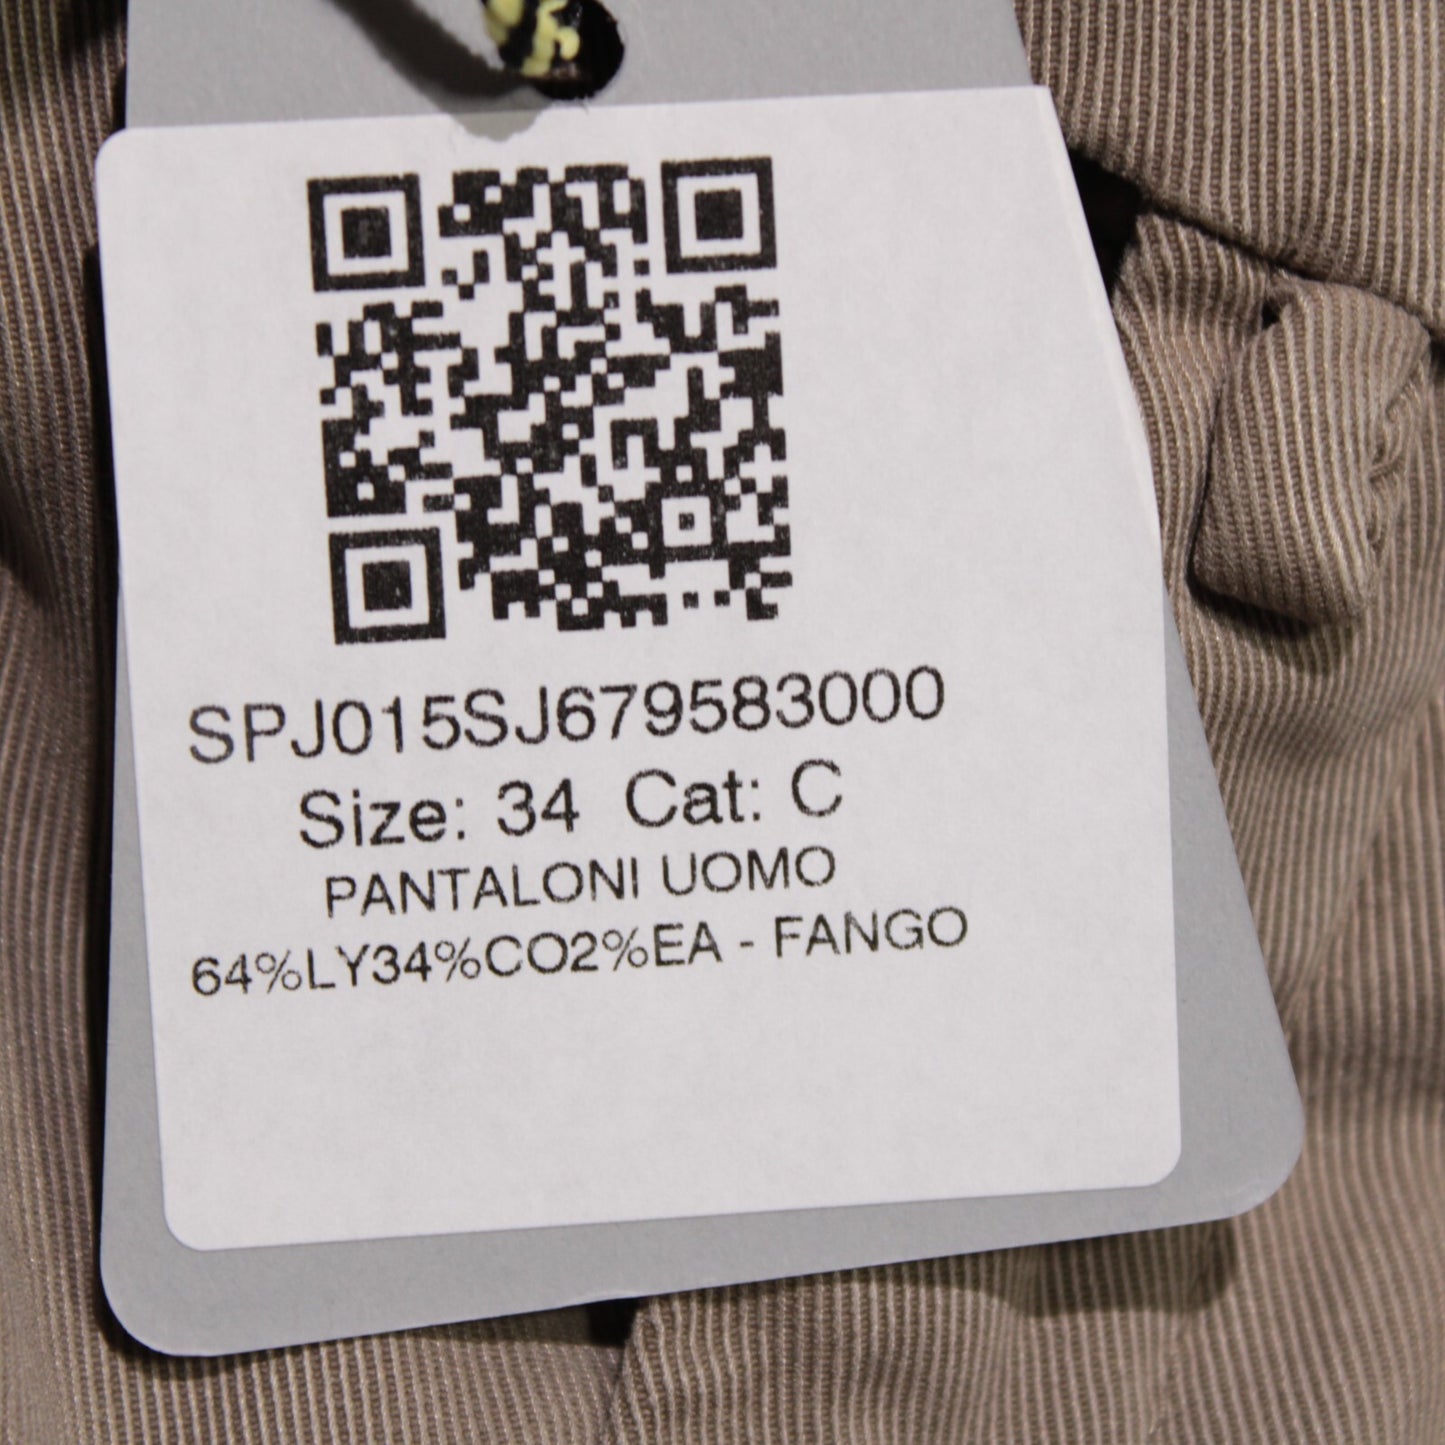 SPJ015SJ679583000
Size: 34 Cat: C
PANTALONI UOMO
64%LY34%CO2%EA - FANGO